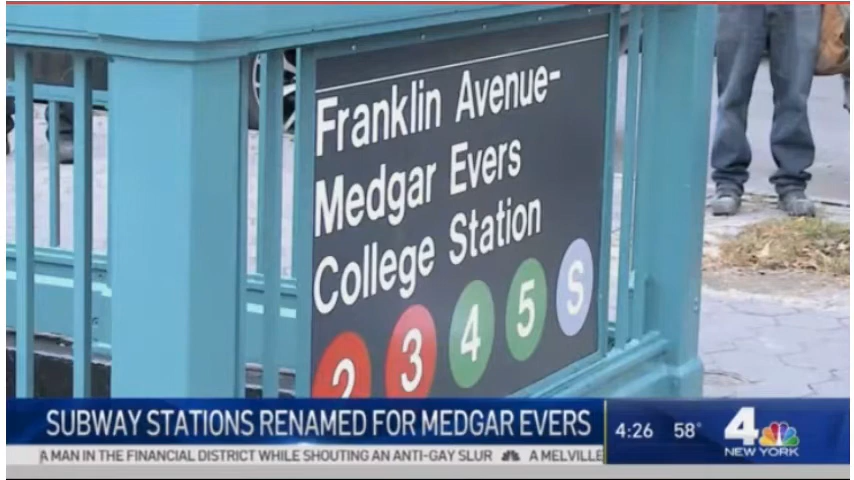 Franklin Avenue-
Medgar Evers
College Station
2 3 4 5 S
SUBWAY STATIONS RENAMED FOR MEDGAR EVERS
4:26 58° 4
NEW YORK
A MAN IN THE FINANCIAL DISTRICT WHILE SHOUTING AN ANTI-GAY SLUR A MELVILLE